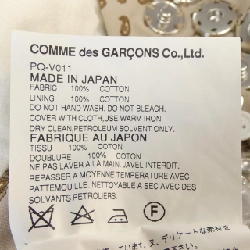 COMME des GARÇONS Co.,Ltd.
PQ-V011
MADE IN JAPAN
FABRIC 100% COTTON
LINING 100% COTTON
DO NOT HAND WASH. DO NOT BLEACH.
COVER WITH CLOTH, USE WARM IRON
DRY CLEAN, PETROLEUM SOLVENT ONLY.
FABRIQUE AU JAPON
TISSU 100% COTON
DOUBLURE 100% COTON
NE PAS LAVER A LA MAIN. JAVEL INTERDIT.
REPASSER A MOYENNE TEMPERATURE AVEC
PATTEMOUILLE. NETTOYABLE A SEC AVEC DES
SOLVANTS PETROLIERS.
F